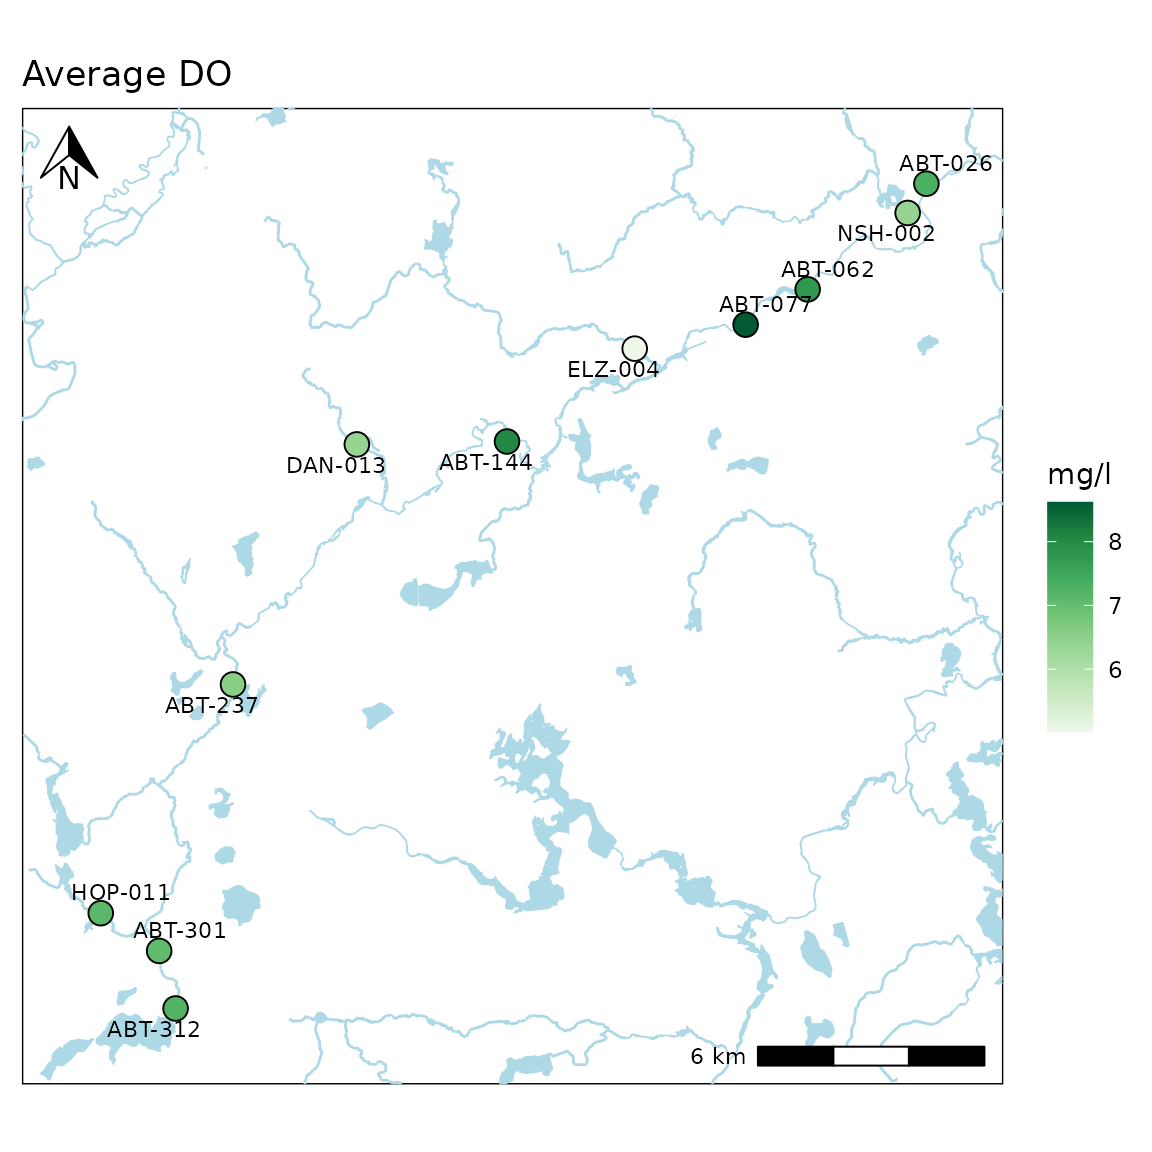 Average DO
N
ABT-026
NSH-002
ABT-062
ABT-077
ELZ-004
DAN-013
ABT-144
mg/l
8
7
6
ABT-237
HOP-011
ABT-301
ABT-312
6 km